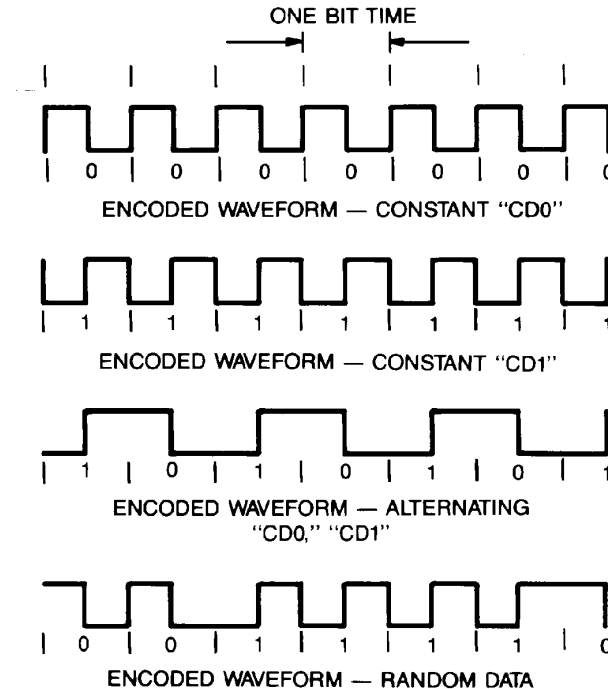 ONE BIT TIME
0 0 0 0 0 0 0
ENCODED WAVEFORM — CONSTANT “CD0”
1 1 1 1 1 1 1
ENCODED WAVEFORM — CONSTANT “CD1”
1 0 1 0 1 0 1
ENCODED WAVEFORM — ALTERNATING
“CD0,” “CD1”
0 0 1 1 1 1 0
ENCODED WAVEFORM — RANDOM DATA